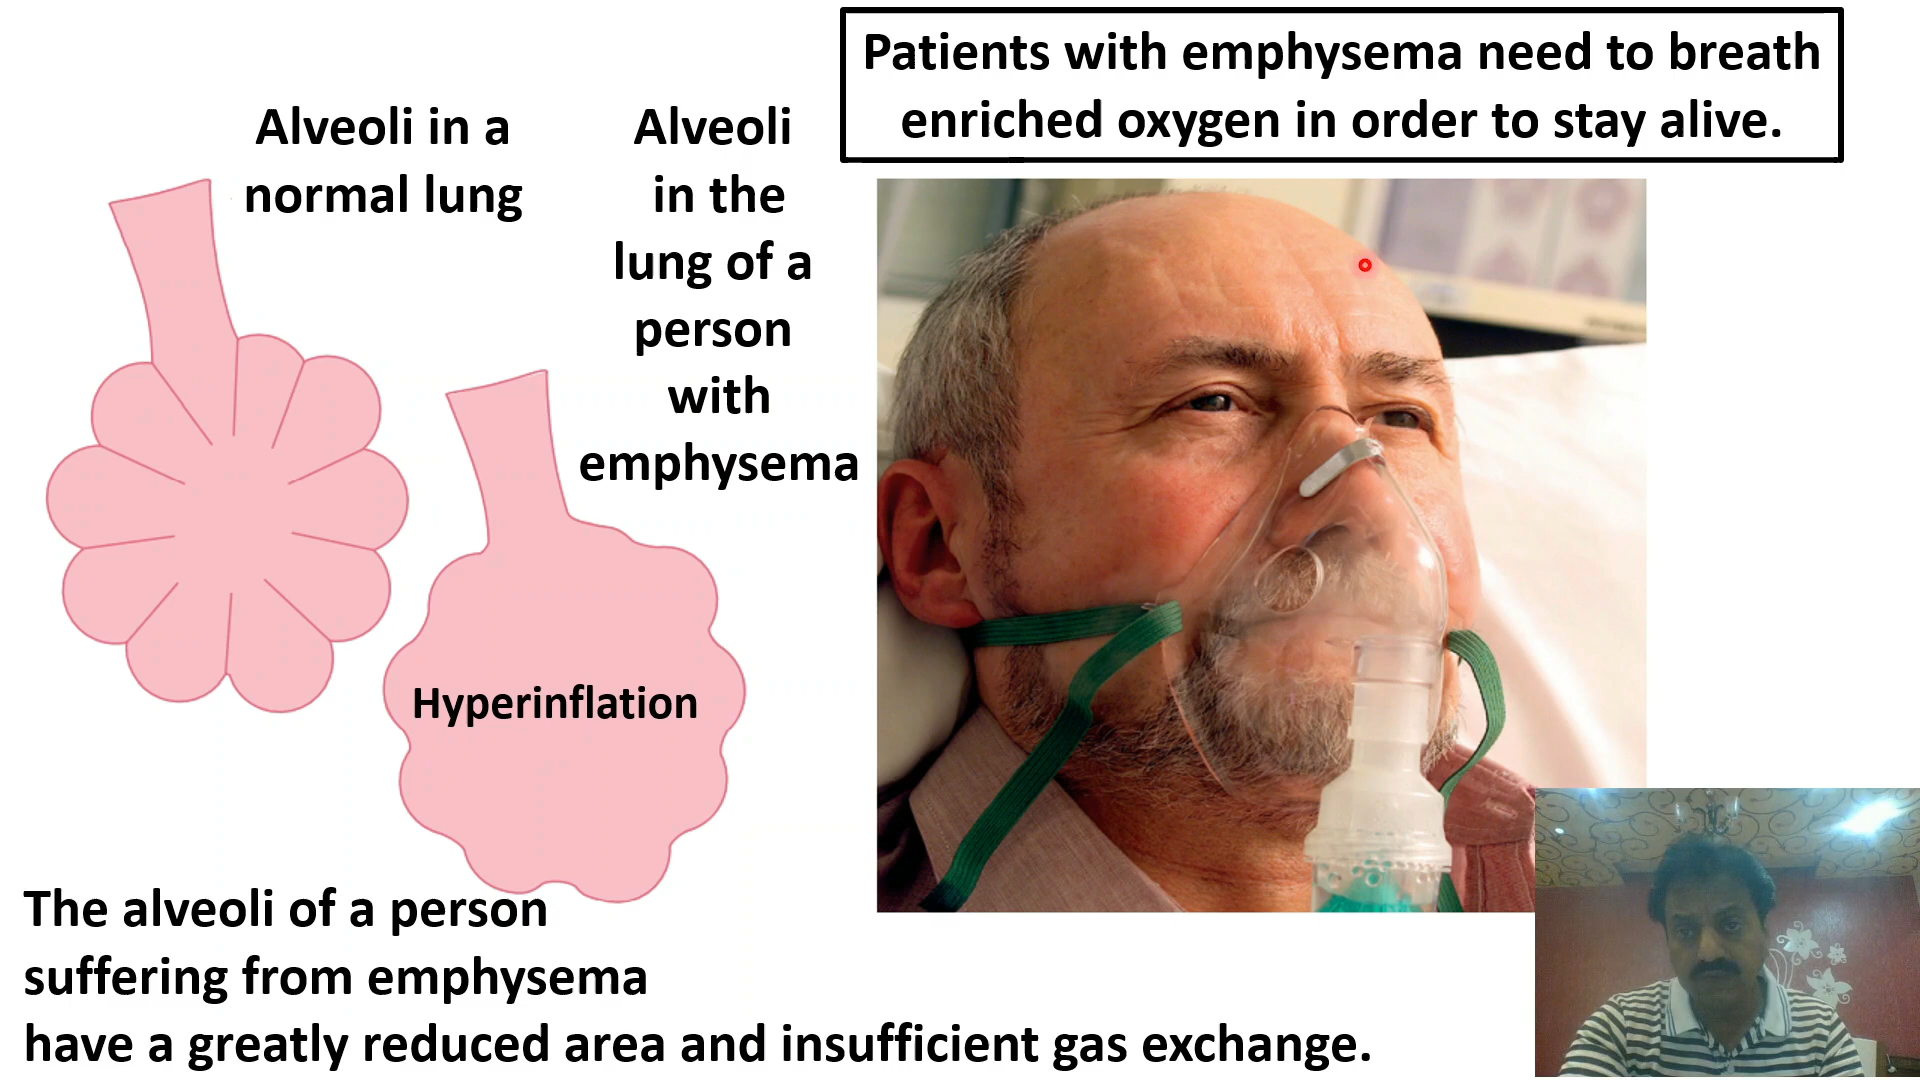 Patients with emphysema need to breath
enriched oxygen in order to stay alive.
Alveoli in a
normal lung
Alveoli
in the
lung of a
person
with
emphysema
Hyperinflation
The alveoli of a person
suffering from emphysema
have a greatly reduced area and insufficient gas exchange.